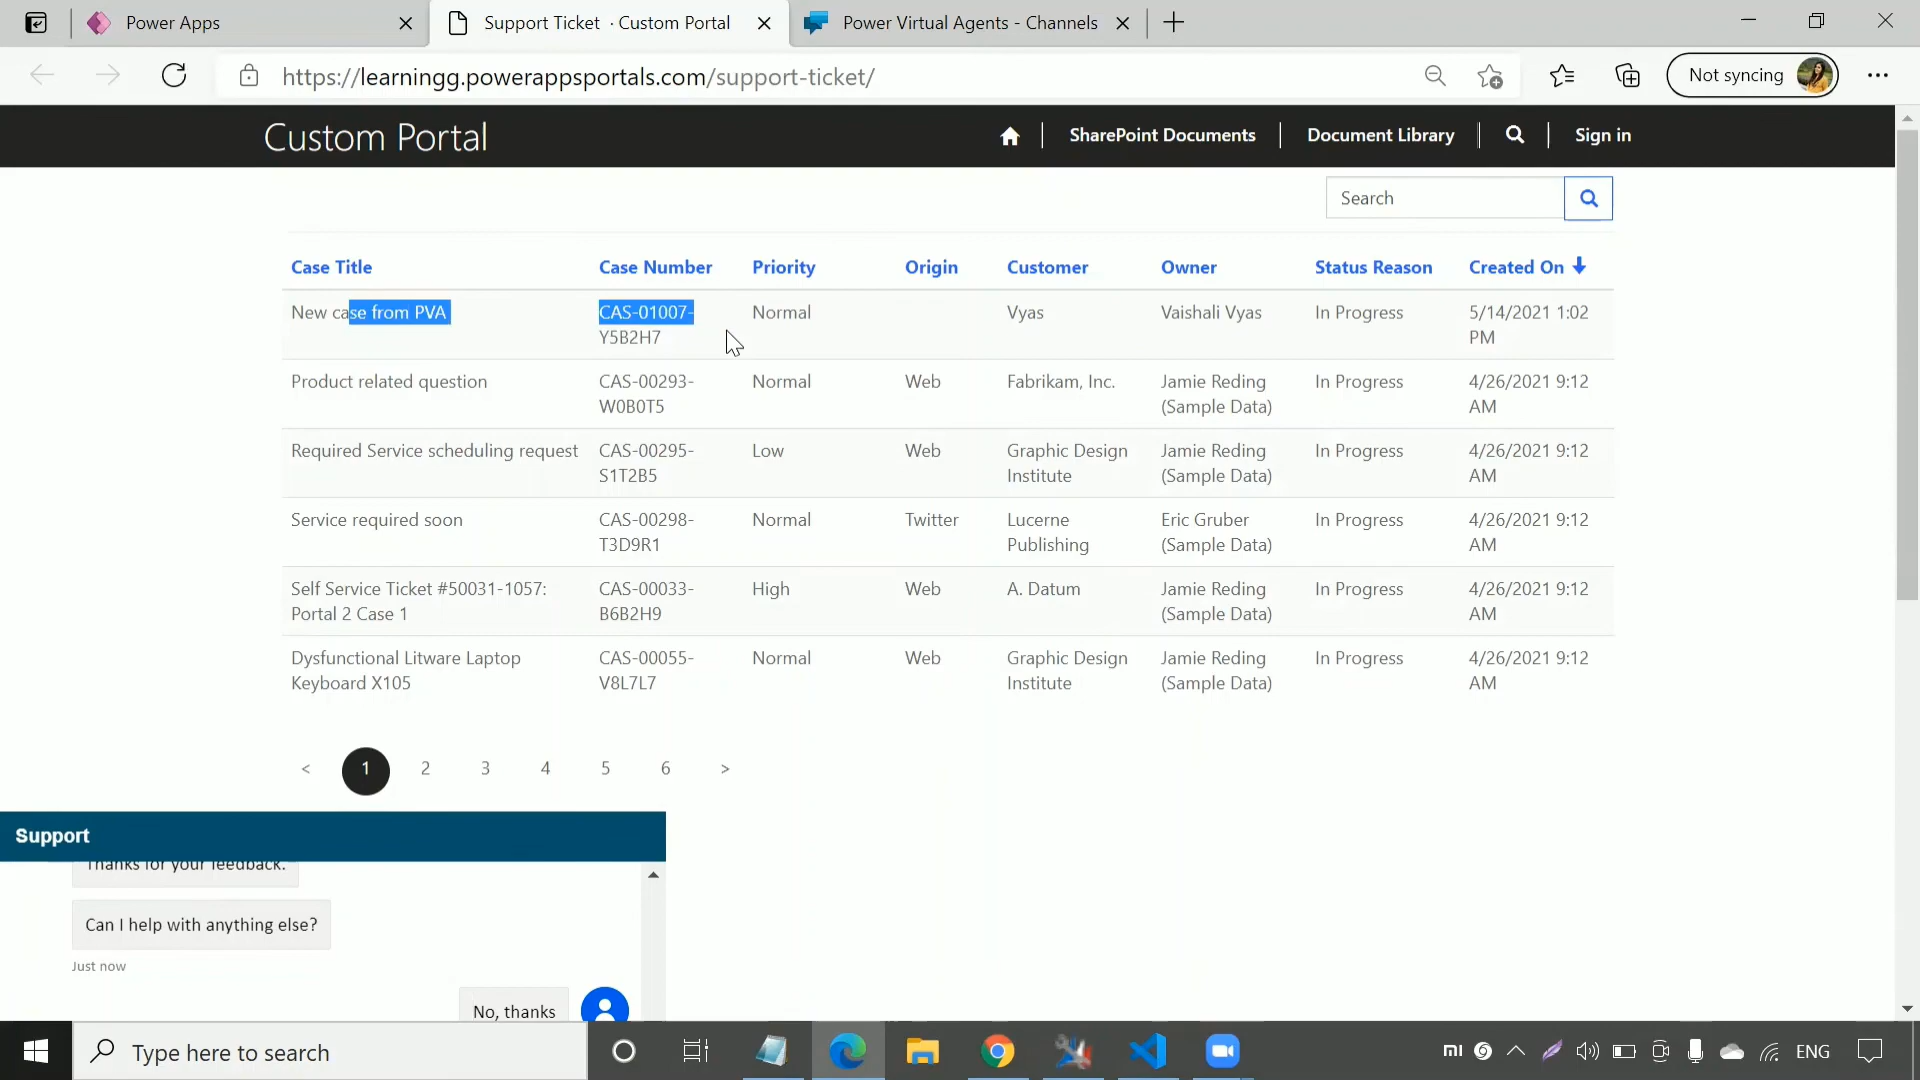 Power Apps
Support Ticket · Custom Portal
Power Virtual Agents - Channels
https://learningg.powerappsportals.com/support-ticket/
Not syncing
Custom Portal
SharePoint Documents
Document Library
Sign in
Search
Case Title Case Number Priority Origin Customer Owner Status Reason Created On
New case from PVA CAS-01007- Normal Vyas Vaishali Vyas In Progress 5/14/2021 1:02
Y5B2H7 PM
Product related question CAS-00293- Normal Web Fabrikam, Inc. Jamie Reding In Progress 4/26/2021 9:12
W0B0T5 (Sample Data) AM
Required Service scheduling request CAS-00295- Low Web Graphic Design Jamie Reding In Progress 4/26/2021 9:12
S1T2B5 Institute (Sample Data) AM
Service required soon CAS-00298- Normal Twitter Lucerne Eric Gruber In Progress 4/26/2021 9:12
T3D9R1 Publishing (Sample Data) AM
Self Service Ticket #50031-1057: CAS-00033- High Web A. Datum Jamie Reding In Progress 4/26/2021 9:12
Portal 2 Case 1 B6B2H9 (Sample Data) AM
Dysfunctional Litware Laptop CAS-00055- Normal Web Graphic Design Jamie Reding In Progress 4/26/2021 9:12
Keyboard X105 V8L7L7 Institute (Sample Data) AM
< 1 2 3 4 5 6 >
Support
Thanks for your feedback.
Can I help with anything else?
Just now
No, thanks
Type here to search
mi
ENG